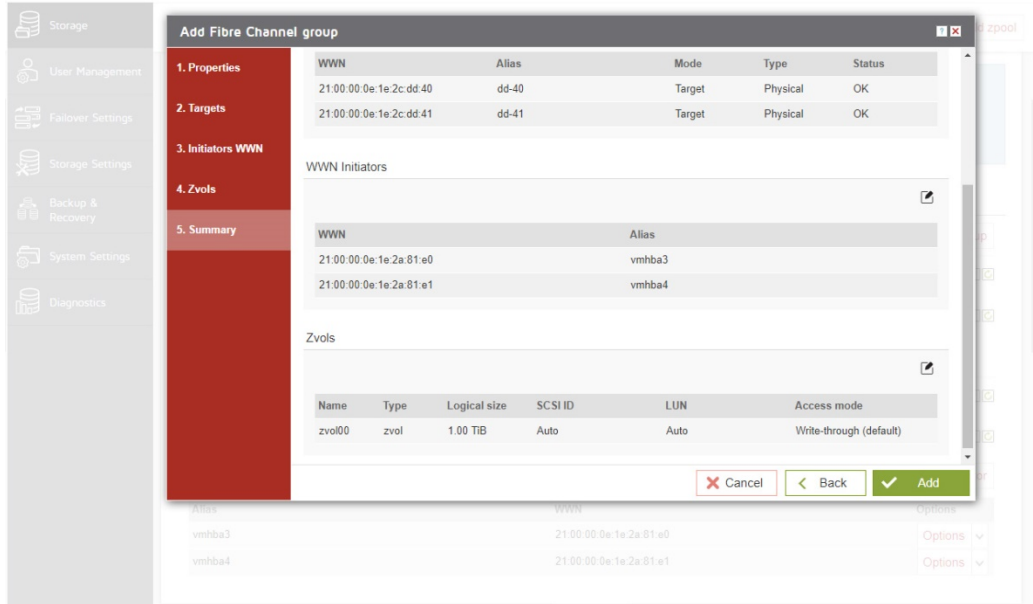 Storage
User Management
Failover Settings
Storage Settings
Backup &
Recovery
System Settings
Diagnostics
zpool
Add Fibre Channel group
1. Properties
2. Targets
3. Initiators WWN
4. Zvols
5. Summary
WWN Alias Mode Type Status
21:00:00:0e:1e:2c:dd:40 dd-40 Target Physical OK
21:00:00:0e:1e:2c:dd:41 dd-41 Target Physical OK
WWN Initiators
WWN Alias
21:00:00:0e:1e:2a:81:e0 vmhba3
21:00:00:0e:1e:2a:81:e1 vmhba4
Zvols
Name Type Logical size SCSI ID LUN Access mode
zvol00 zvol 1.00 TiB Auto Auto Write-through (default)
Cancel Back Add
Alias WWN Options
vmhba3 21:00:00:0e:1e:2a:81:e0 Options
vmhba4 21:00:00:0e:1e:2a:81:e1 Options